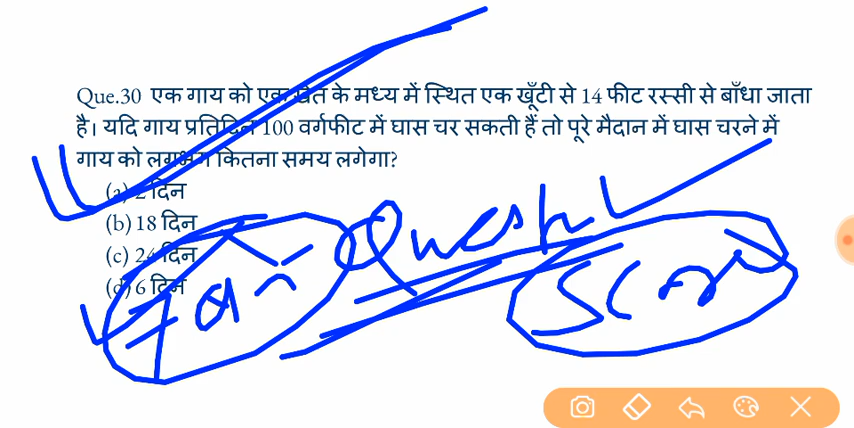 Que.30 एक गाय को एक खेत के मध्य में स्थित एक खूँटी से 14 फीट रस्सी से बाँधा जाता
है। यदि गाय प्रतिदिन 100 वर्गफीट में घास चर सकती हैं तो पूरे मैदान में घास चरने में
गाय को लगभग कितना समय लगेगा?
(a) 2 दिन
(b) 18 दिन
(c) 24 दिन
(d) 6 दिन